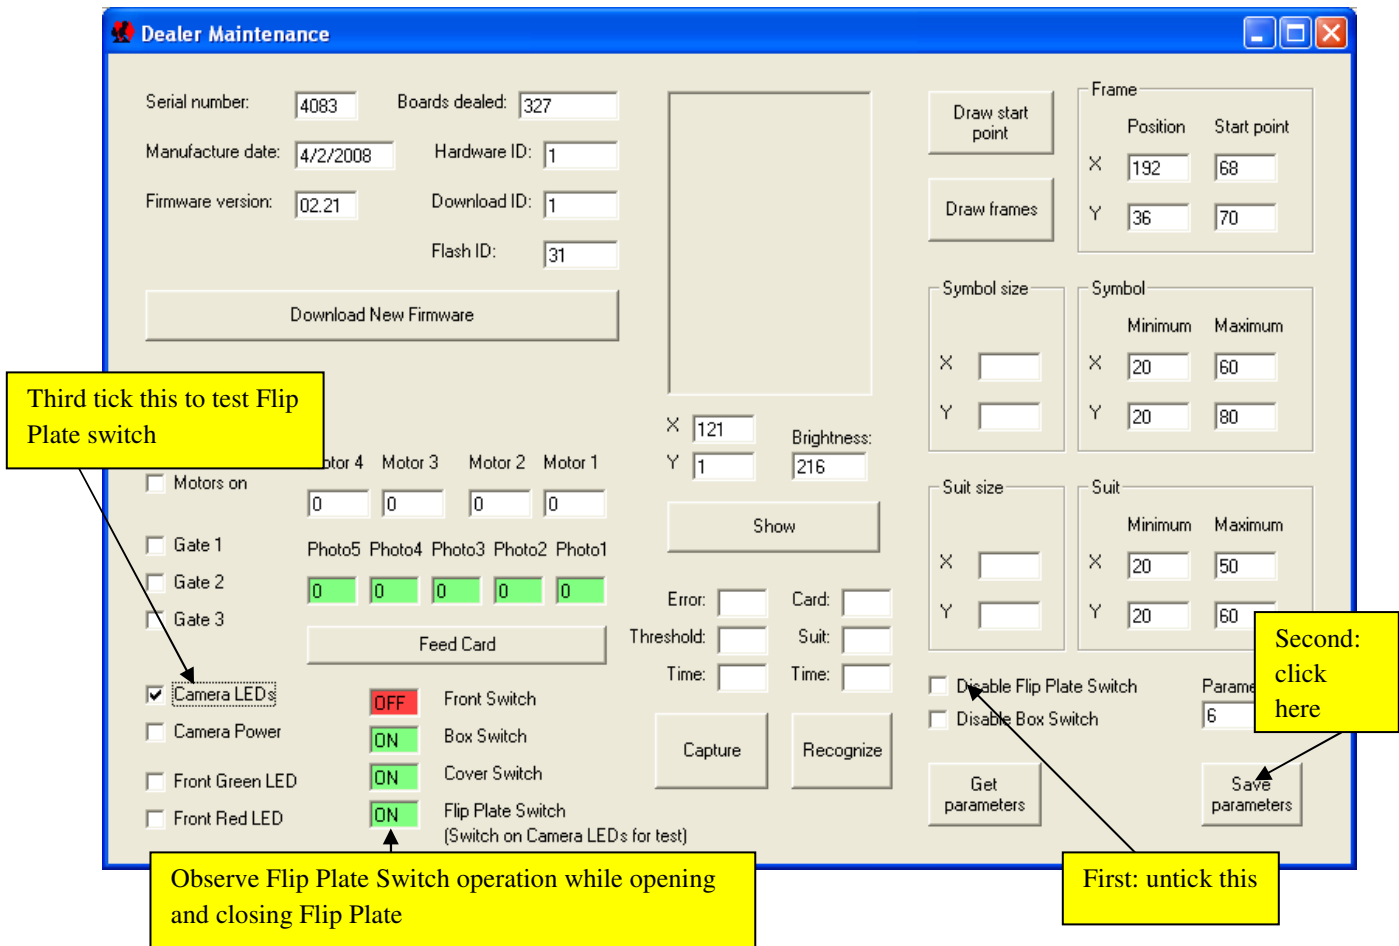 Dealer Maintenance
Serial number: 4083 Boards dealed: 327
Manufacture date: 4/2/2008 Hardware ID: 1
Firmware version: 02.21 Download ID: 1
Flash ID: 31
Download New Firmware
Third tick this to test Flip
Plate switch
Motor 4 Motor 3 Motor 2 Motor 1
Motors on
0 0 0 0
Gate 1
Gate 2
Gate 3
Photo5 Photo4 Photo3 Photo2 Photo1
0 0 0 0 0
Feed Card
Camera LEDs
Camera Power
Front Green LED
Front Red LED
OFF Front Switch
ON Box Switch
ON Cover Switch
ON Flip Plate Switch
(Switch on Camera LEDs for test)
Observe Flip Plate Switch operation while opening
and closing Flip Plate
X 121
Y 1
Brightness:
216
Show
Error: Card:
Threshold: Suit:
Time: Time:
Capture Recognize
Draw start
point
Draw frames
Frame
Position Start point
X 192 68
Y 36 70
Symbol size
X
Y
Symbol
Minimum Maximum
X 20 60
Y 20 80
Suit size
X
Y
Suit
Minimum Maximum
X 20 50
Y 20 60
Second:
click
here
Disable Flip Plate Switch
Disable Box Switch
6
Get
parameters
Save
parameters
First: untick this